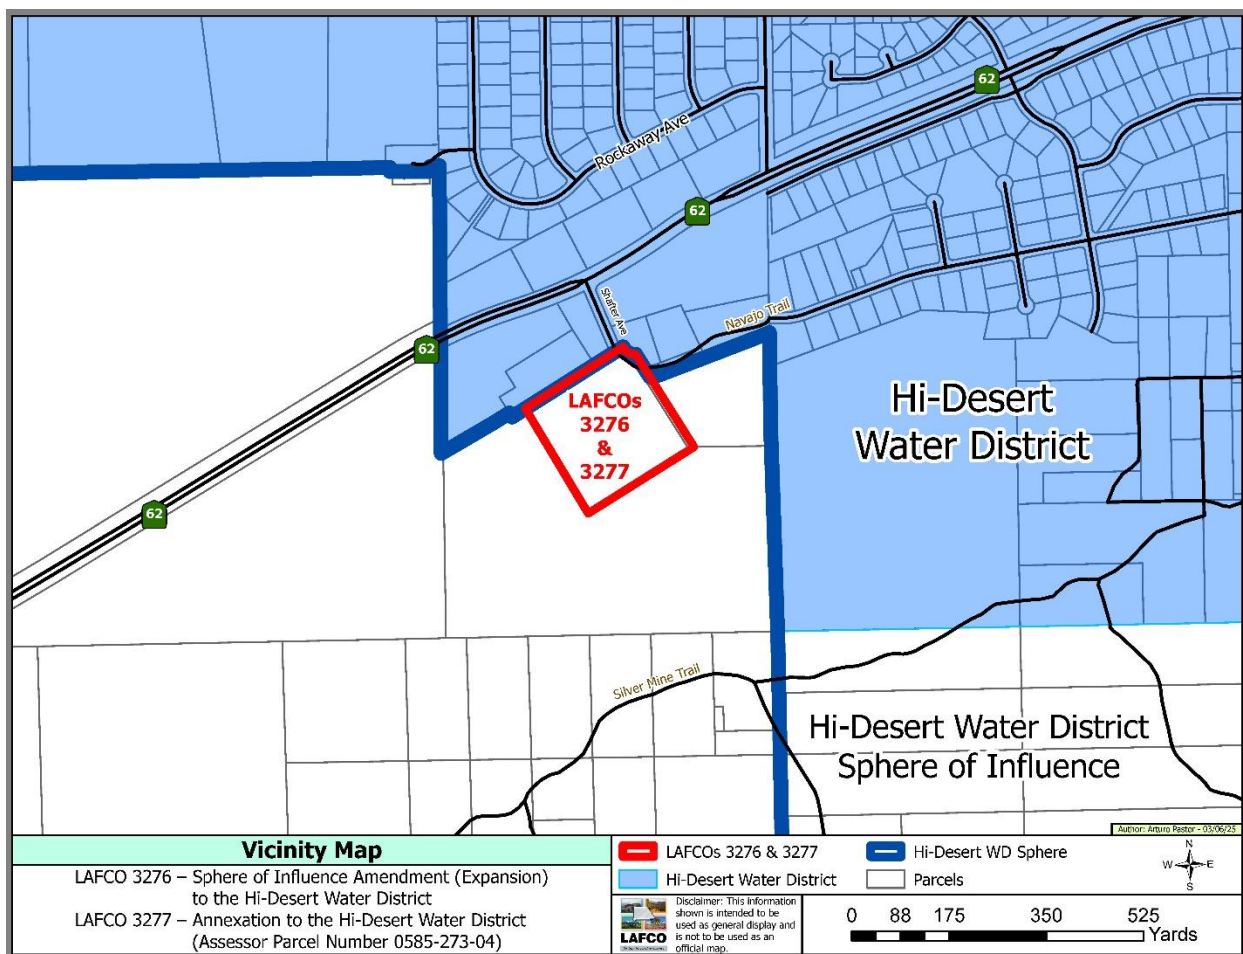 62
Rockaway Ave
62
Shafter Ave
Navajo Trail
62
LAFCOs
3276
&
3277
Hi-Desert
Water District
62
Silver Mine Trail
Hi-Desert Water District
Sphere of Influence
Author: Arturo Pastor - 03/06/25
Vicinity Map
LAFCO 3276 – Sphere of Influence Amendment (Expansion)
to the Hi-Desert Water District
LAFCO 3277 – Annexation to the Hi-Desert Water District
(Assessor Parcel Number 0585-273-04)
LAFCOs 3276 & 3277
Hi-Desert WD Sphere
Hi-Desert Water District
Parcels
N
W E
S
LAFCO
Disclaimer: This information
shown is intended to be
used as general display and
is not to be used as an
official map.
0 88 175 350 525
Yards